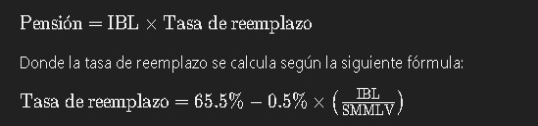 Pensión = IBL × Tasa de reemplazo
Donde la tasa de reemplazo se calcula según la siguiente fórmula:
Tasa de reemplazo = 65.5% − 0.5% × (IBL/SMMLV)